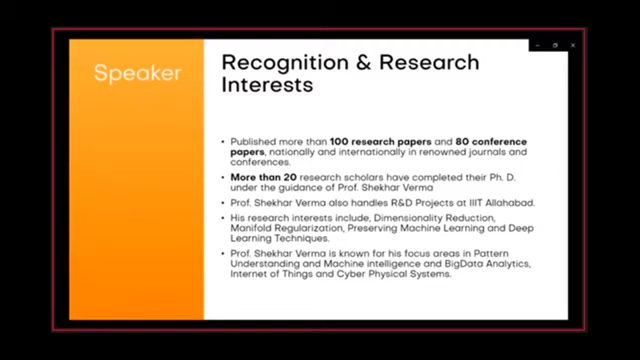 Speaker
Recognition & Research
Interests
• Published more than 100 research papers and 80 conference
papers, nationally and internationally in renowned journals and
conferences.
• More than 20 research scholars have completed their Ph. D.
under the guidance of Prof. Shekhar Verma
• Prof. Shekhar Verma also handles R&D Projects at IIIT Allahabad.
• His research interests include, Dimensionality Reduction,
Manifold Regularization, Preserving Machine Learning and Deep
Learning Techniques.
• Prof. Shekhar Verma is known for his focus areas in Pattern
Understanding and Machine intelligence and BigData Analytics,
Internet of Things and Cyber Physical Systems.